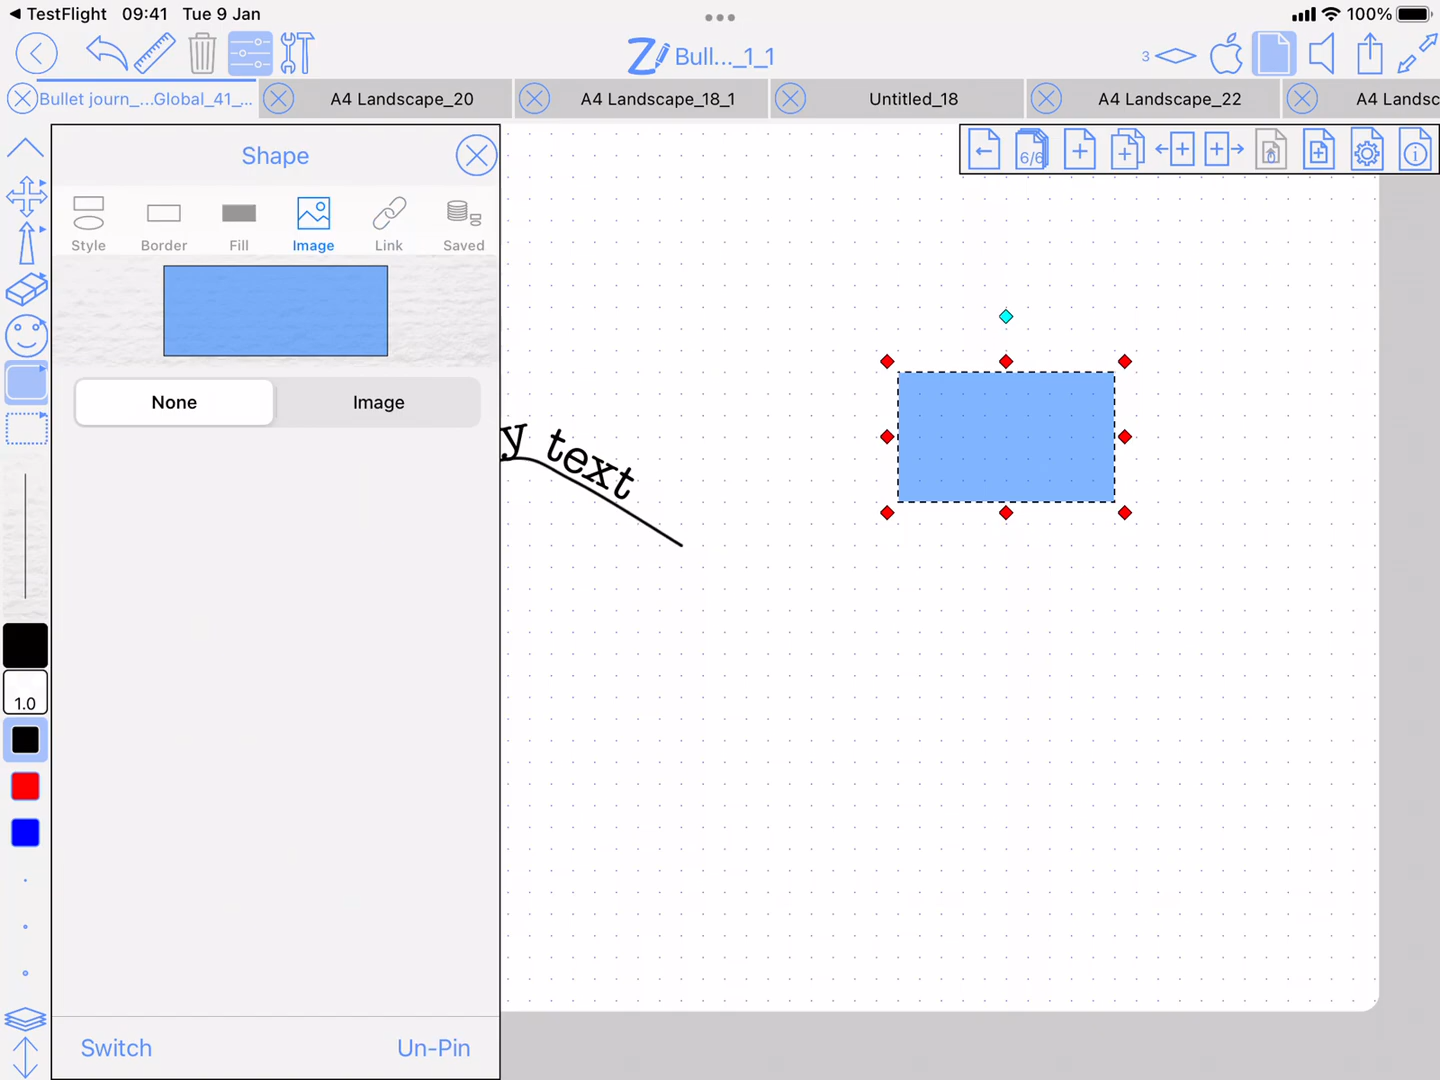 TestFlight 09:41 Tue 9 Jan 100%
3 Bull..._1_1
Bullet journ_...Global_41_... A4 Landscape_20 A4 Landscape_18_1 Untitled_18 A4 Landscape_22 A4 Landsc
Shape
6/6
Style Border Fill Image Link Saved
None Image
y text
1.0
Switch Un-Pin